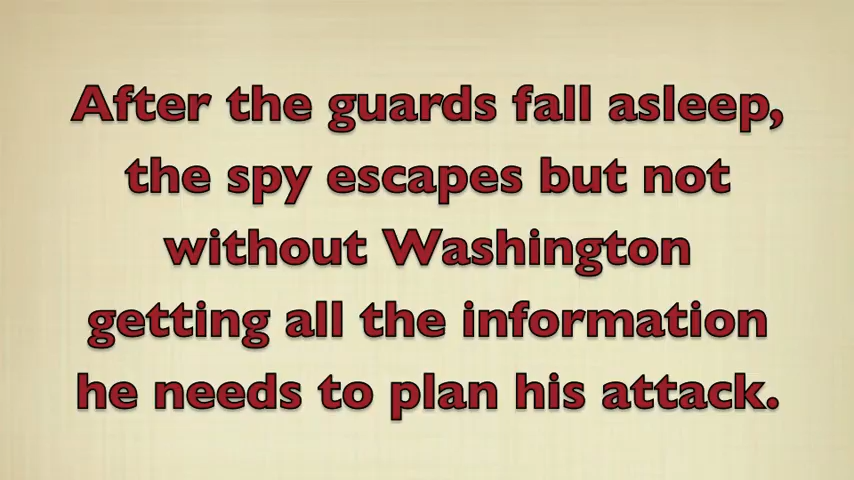 After the guards fall asleep,
the spy escapes but not
without Washington
getting all the information
he needs to plan his attack.